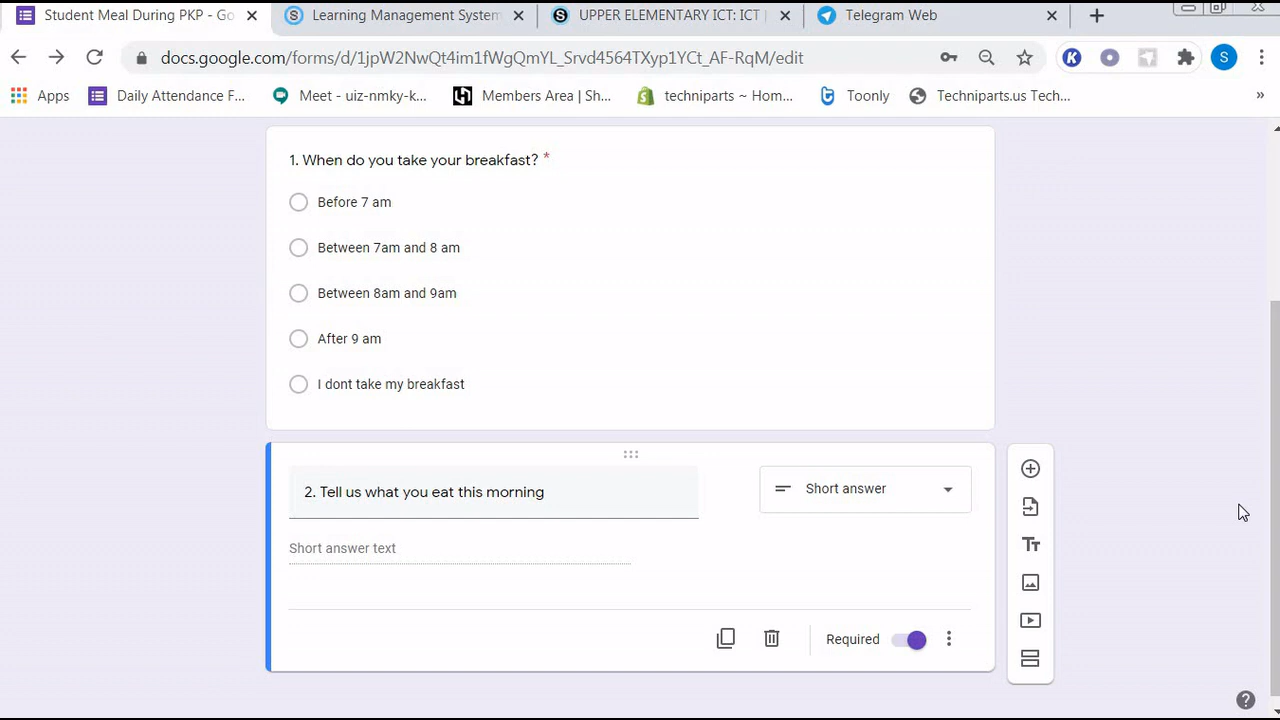 Student Meal During PKP - Go
Learning Management System
UPPER ELEMENTARY ICT: ICT
Telegram Web
docs.google.com/forms/d/1jpW2NwQt4im1fWgQmYL_Srvd4564TXyp1YCt_AF-RqM/edit
S
Apps
Daily Attendance F...
Meet - uiz-nmky-k...
Member Area | Sh...
techniparts ~ Hom...
Toonly
Techniparts.us Tech...
»
1. When do you take your breakfast? *
Before 7 am
Between 7am and 8 am
Between 8am and 9am
After 9 am
I dont take my breakfast
2. Tell us what you eat this morning
Short answer
Short answer text
Required